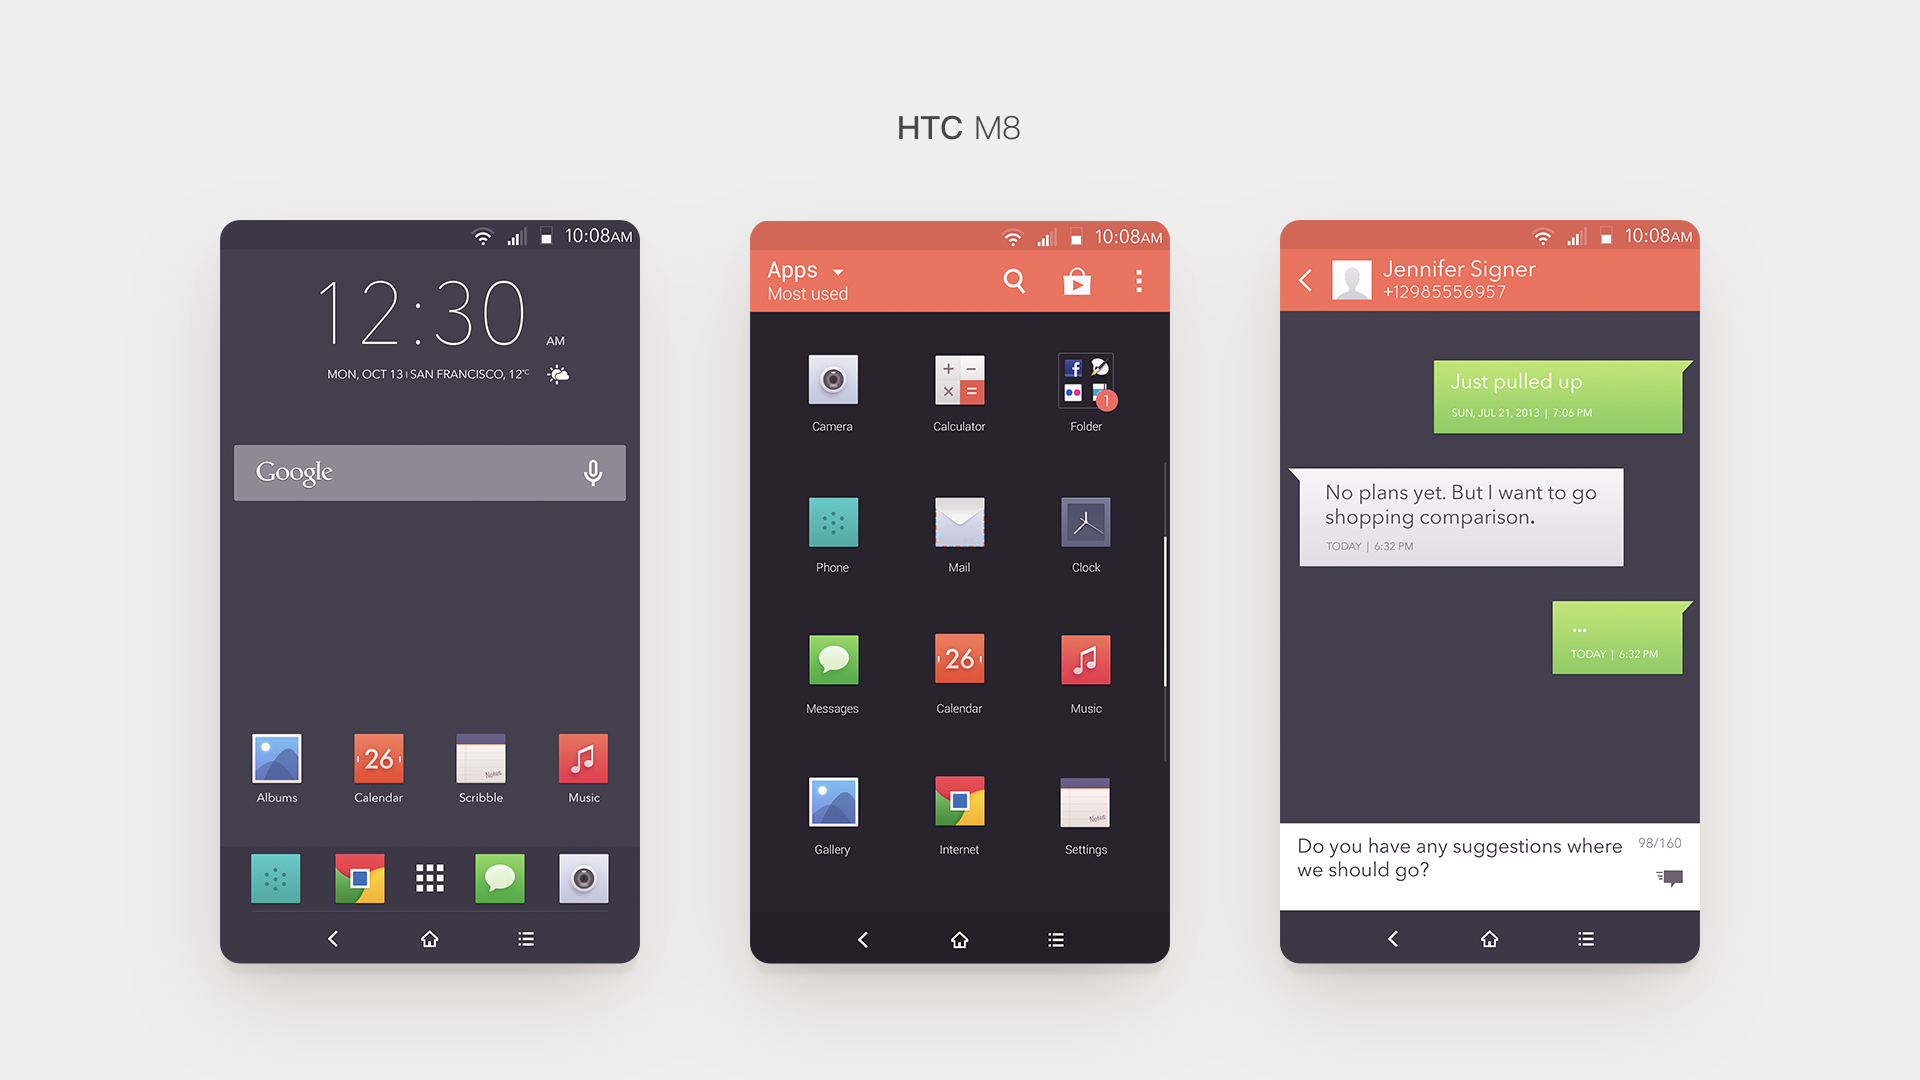 HTC M8
10:08AM
12:30 AM
MON, OCT 13 | SAN FRANCISCO, 12°C
Google
26
Notes
Albums Calendar Scribble Music
10:08AM
Apps
Most used
1
Camera Calculator Folder
Phone Mail Clock
26
Messages Calendar Music
Notes
Gallery Internet Settings
10:08AM
Jennifer Signer
+12985556957
Just pulled up
SUN, JUL 21, 2013 | 7:06 PM
No plans yet. But I want to go
shopping comparison.
TODAY | 6:32 PM
...
TODAY | 6:32 PM
Do you have any suggestions where 98/160
we should go?